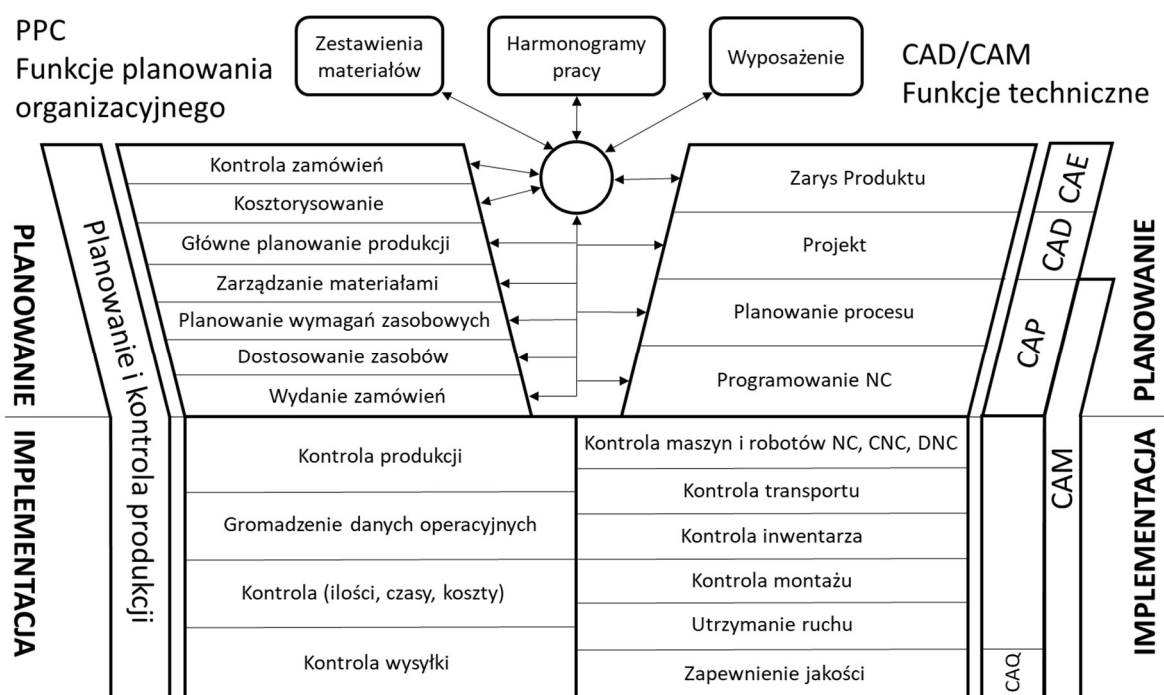 PPC
Funkcje planowania
organizacyjnego
Zestawienia
materiałów
Harmonogramy
pracy
Wyposażenie
CAD/CAM
Funkcje techniczne
PLANOWANIE
IMPLEMENTACJA
Planowanie i kontrola produkcji
Kontrola zamówień
Kosztorysowanie
Główne planowanie produkcji
Zarządzanie materiałami
Planowanie wymagań zasobowych
Dostosowanie zasobów
Wydanie zamówień
Kontrola produkcji
Gromadzenie danych operacyjnych
Kontrola (ilości, czasy, koszty)
Kontrola wysyłki
Zarys Produktu
Projekt
Planowanie procesu
Programowanie NC
Kontrola maszyn i robotów NC, CNC, DNC
Kontrola transportu
Kontrola inwentarza
Kontrola montażu
Utrzymanie ruchu
Zapewnienie jakości
CAE
CAD
CAP
CAM
CAQ
PLANOWANIE
IMPLEMENTACJA